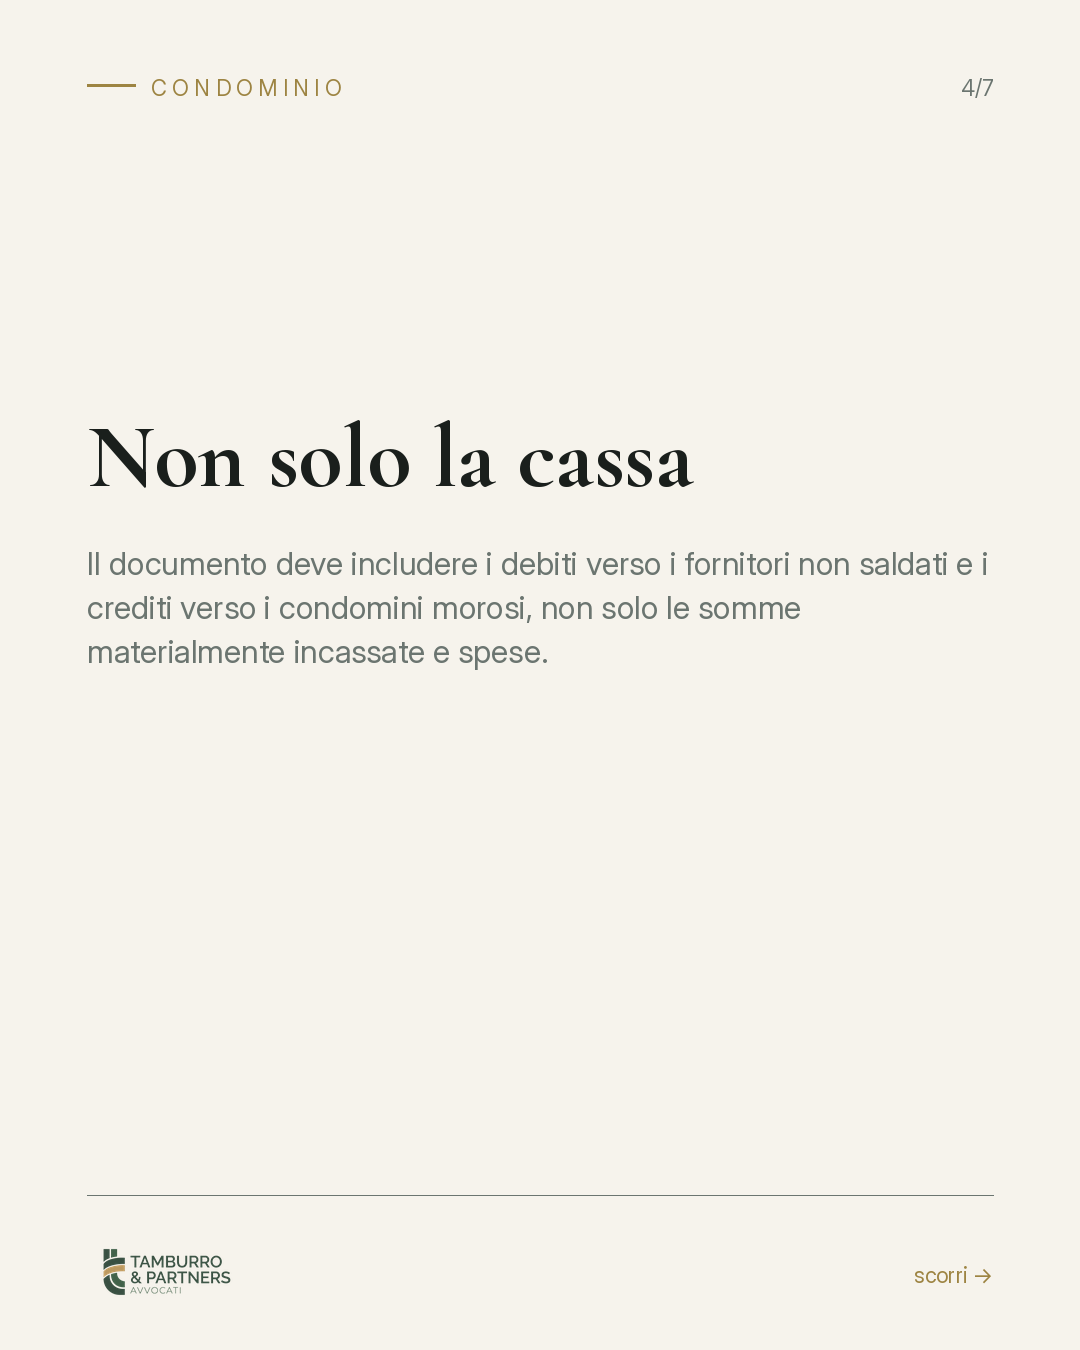 CONDOMINIO
4/7
Non solo la cassa
Il documento deve includere i debiti verso i fornitori non saldati e i
crediti verso i condomini morosi, non solo le somme
materialmente incassate e spese.
TAMBURRO
& PARTNERS
AVVOCATI
scorri →